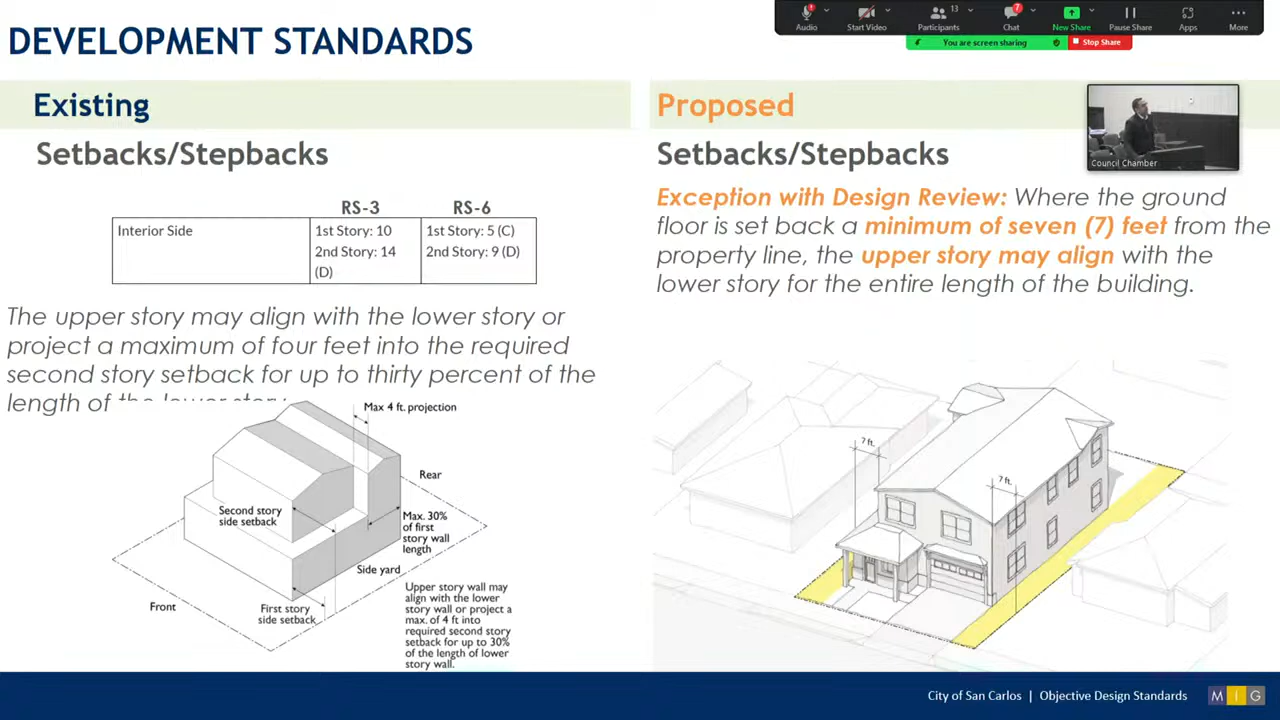 DEVELOPMENT STANDARDS
Audio
Start Video
13
Participants
7
Chat
New Share
Pause Share
Apps
More
You are screen sharing
Stop Share
Existing
Setbacks/Stepbacks
RS-3
RS-6
Interior Side
1st Story: 10
2nd Story: 14
(D)
1st Story: 5 (C)
2nd Story: 9 (D)
The upper story may align with the lower story or
project a maximum of four feet into the required
second story setback for up to thirty percent of the
length of the lower story
Max 4 ft. projection
Rear
Second story
side setback
Max. 30%
of first
story wall
length
Side yard
Front
First story
side setback
Upper story wall may
align with the lower
story wall or project a
max. of 4 ft into
required second story
setback for up to 30%
of the length of lower
story wall.
Proposed
Council Chamber
Setbacks/Stepbacks
Exception with Design Review: Where the ground
floor is set back a minimum of seven (7) feet from the
property line, the upper story may align with the
lower story for the entire length of the building.
7 ft.
7 ft.
City of San Carlos | Objective Design Standards
M I G